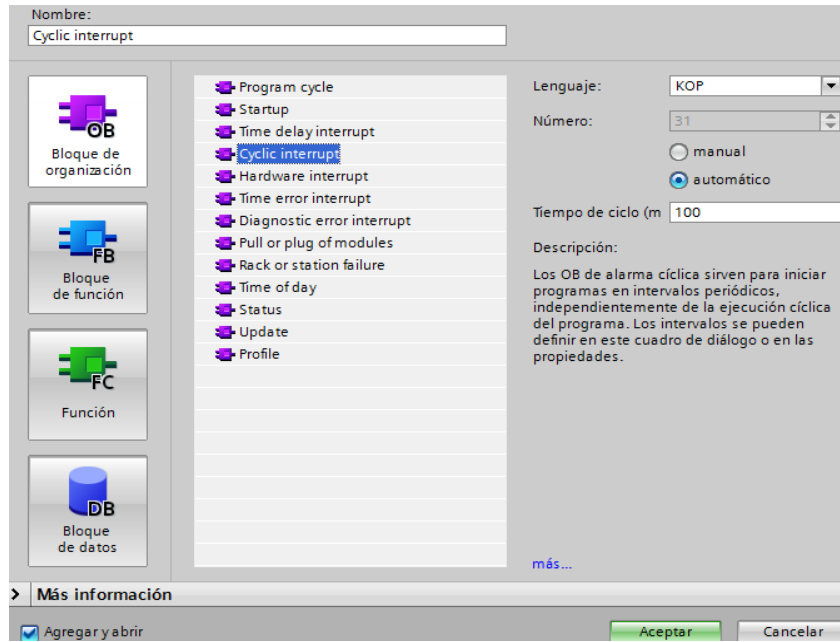 Nombre:
Cyclic interrupt
OB
Bloque de
organización
FB
Bloque
de función
FC
Función
DB
Bloque
de datos
Program cycle
Startup
Time delay interrupt
Cyclic interrupt
Hardware interrupt
Time error interrupt
Diagnostic error interrupt
Pull or plug of modules
Rack or station failure
Time of day
Status
Update
Profile
Lenguaje:
KOP
Número:
31
manual
automático
Tiempo de ciclo (m
100
Descripción:
Los OB de alarma cíclica sirven para iniciar
programas en intervalos periódicos,
independientemente de la ejecución cíclica
del programa. Los intervalos se pueden
definir en este cuadro de diálogo o en las
propiedades.
más...
> Más información
Agregar y abrir
Aceptar
Cancelar